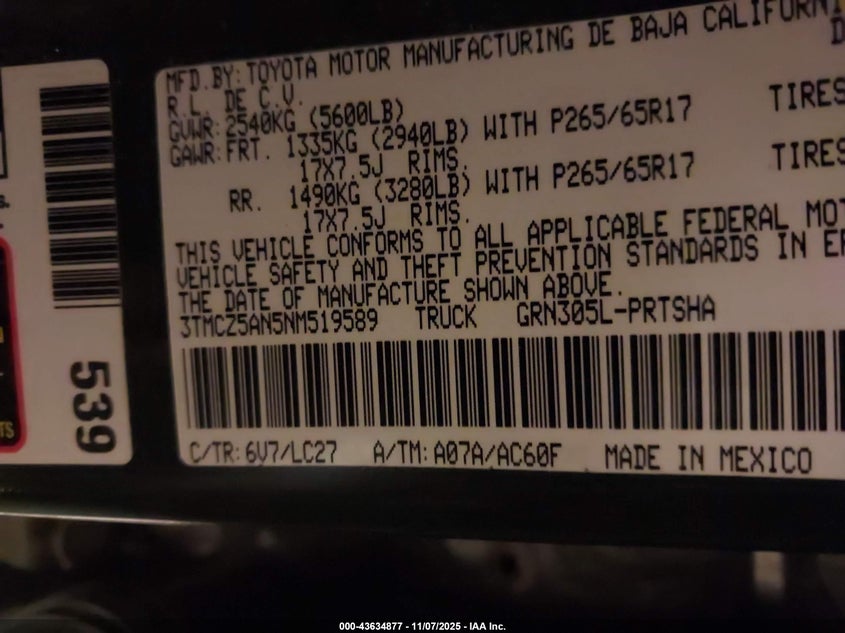 MFD.BY: TOYOTA MOTOR MANUFACTURING DE BAJA CALIFORNI
R.L. DE C.V.
GVWR: 2540KG (5600LB)
GAWR: FRT. 1335KG (2940LB) WITH P265/65R17 TIRES
17X7.5J RIMS.
RR. 1490KG (3280LB) WITH P265/65R17 TIRES
17X7.5J RIMS.
THIS VEHICLE CONFORMS TO ALL APPLICABLE FEDERAL MOT
VEHICLE SAFETY AND THEFT PREVENTION STANDARDS IN EF
THE DATE OF MANUFACTURE SHOWN ABOVE.
3TMCZ5AN5NM519589 TRUCK GRN305L-PRTSHA
C/TR: 6V7/LC27 A/TM: A07A/AC60F MADE IN MEXICO
539
000-43634877 - 11/07/2025 - IAA Inc.